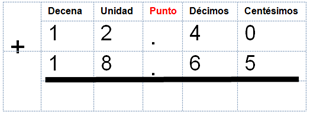 Decena Unidad Punto Décimos Centésimos
1 2 . 4 0
+
1 8 . 6 5